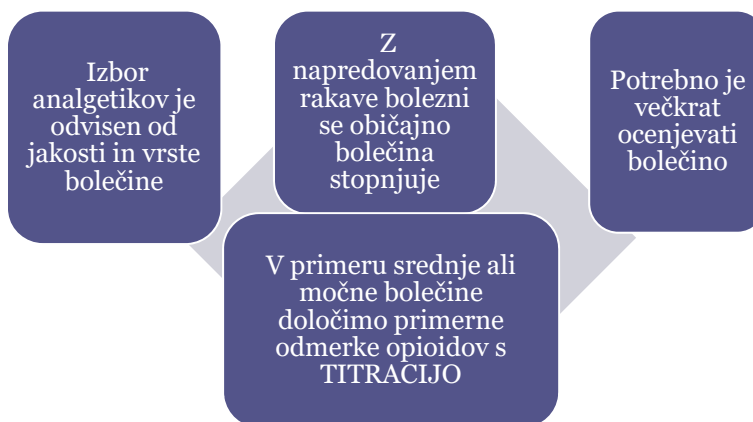 Izbor
analgetikov je
odvisen od
jakosti in vrste
bolečine
Z
napredovanjem
rakave bolezni
se običajno
bolečina
stopnjuje
Potrebno je
večkrat
ocenjevati
bolečino
V primeru srednje ali
močne bolečine
določimo primerne
odmerke opioidov s
TITRACIJO